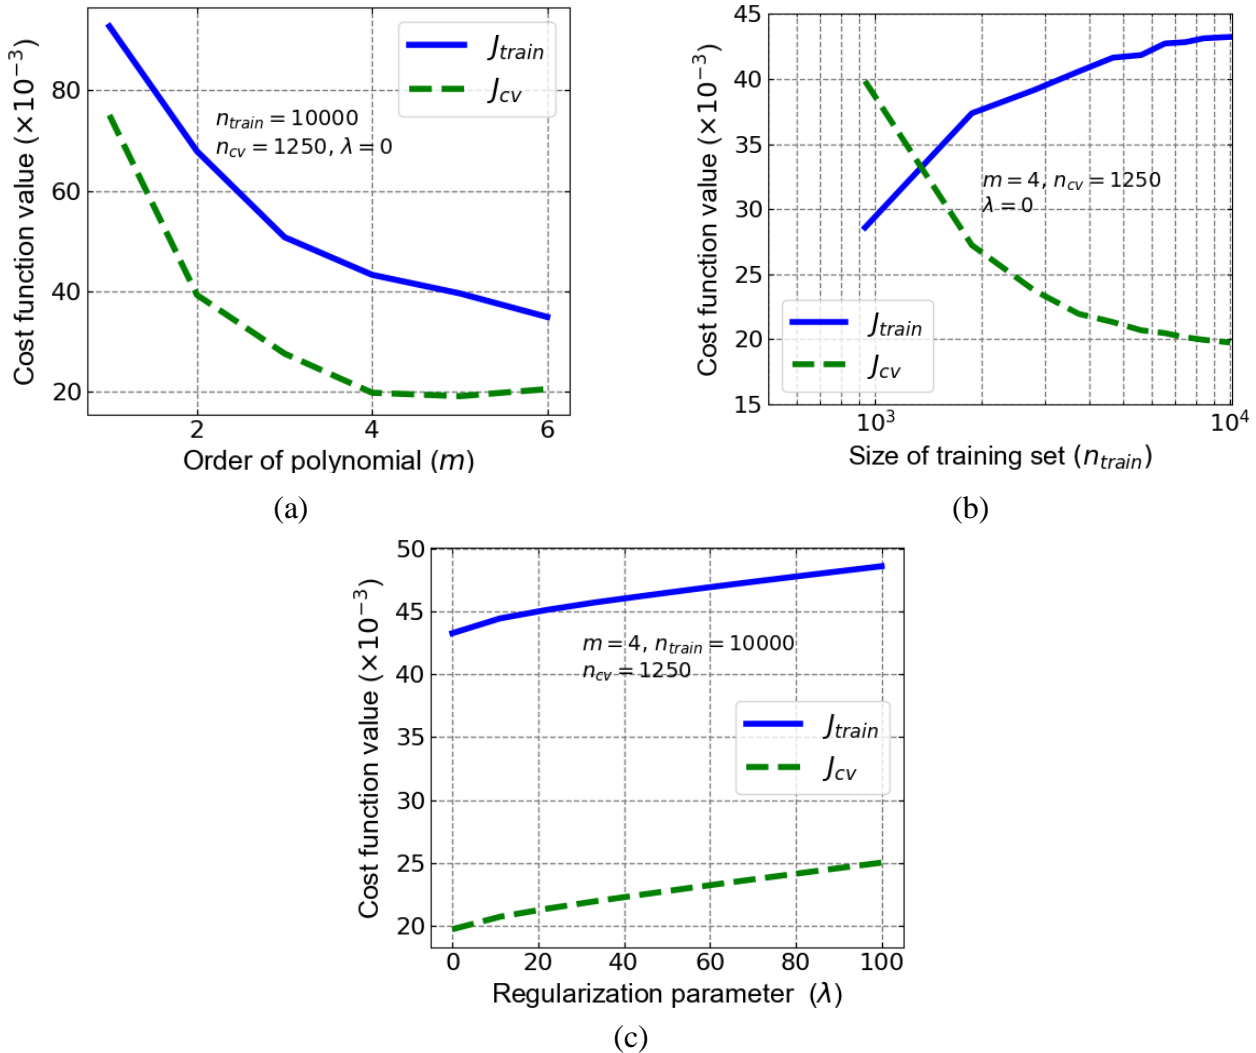 J_train
J_cv
n_train = 10000
n_cv = 1250, λ = 0
80
60
40
20
2 4 6
Cost function value (×10⁻³)
Order of polynomial (m)
(a)
45
40
35
30
25
20
15
m = 4, n_cv = 1250
λ = 0
J_train
J_cv
10³ 10⁴
Cost function value (×10⁻³)
Size of training set (n_train)
(b)
50
45
40
35
30
25
20
m = 4, n_train = 10000
n_cv = 1250
J_train
J_cv
0 20 40 60 80 100
Cost function value (×10⁻³)
Regularization parameter (λ)
(c)